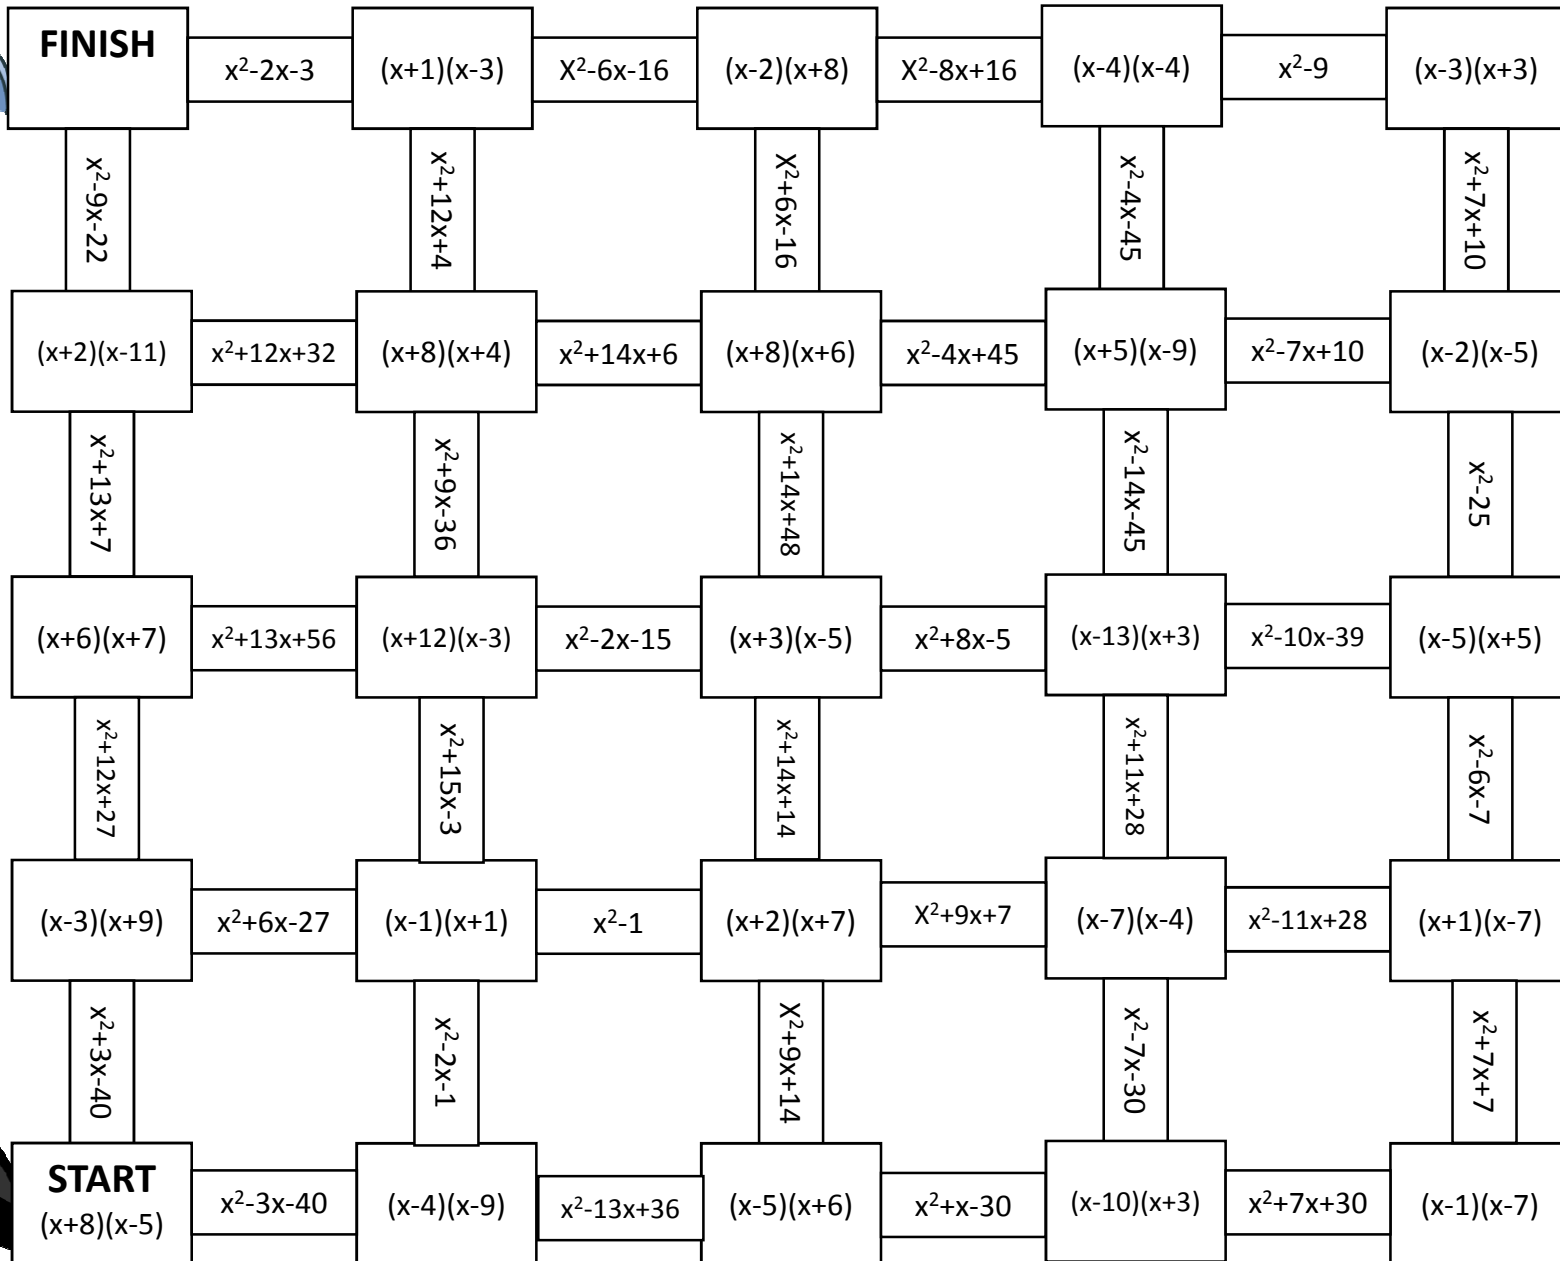 FINISH
x²-2x-3
(x+1)(x-3)
X²-6x-16
(x-2)(x+8)
X²-8x+16
(x-4)(x-4)
x²-9
(x-3)(x+3)
x²-9x-22
x²+12x+4
X²+6x-16
x²-4x-45
x²+7x+10
(x+2)(x-11)
x²+12x+32
(x+8)(x+4)
x²+14x+6
(x+8)(x+6)
x²-4x+45
(x+5)(x-9)
x²-7x+10
(x-2)(x-5)
x²+13x+7
x²+9x-36
x²+14x+48
x²-14x-45
x²-25
(x+6)(x+7)
x²+13x+56
(x+12)(x-3)
x²-2x-15
(x+3)(x-5)
x²+8x-5
(x-13)(x+3)
x²-10x-39
(x-5)(x+5)
x²+12x+27
x²+15x-3
x²+14x+14
x²+11x+28
x²-6x-7
(x-3)(x+9)
x²+6x-27
(x-1)(x+1)
x²-1
(x+2)(x+7)
X²+9x+7
(x-7)(x-4)
x²-11x+28
(x+1)(x-7)
x²+3x-40
x²-2x-1
X²+9x+14
x²-7x-30
x²+7x+7
START
(x+8)(x-5)
x²-3x-40
(x-4)(x-9)
x²-13x+36
(x-5)(x+6)
x²+x-30
(x-10)(x+3)
x²+7x+30
(x-1)(x-7)